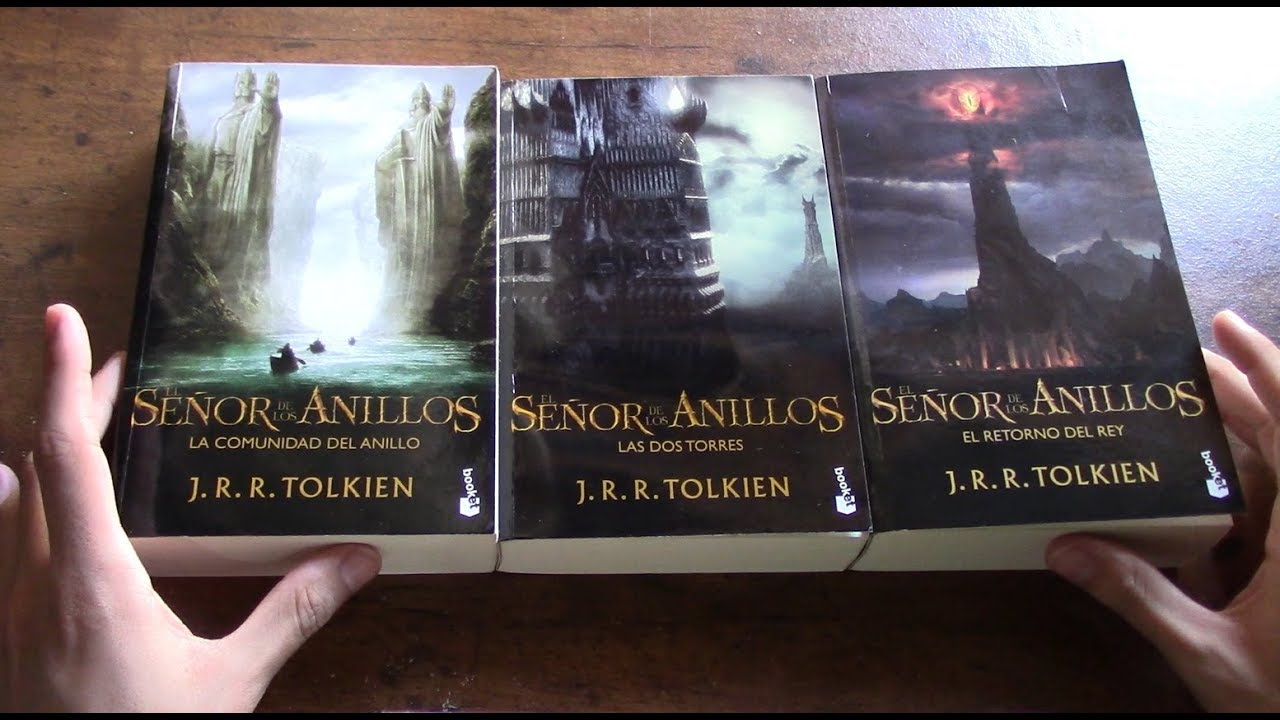 EL SEÑOR DE LOS ANILLOS
LA COMUNIDAD DEL ANILLO
J. R. R. TOLKIEN
booket
EL SEÑOR DE LOS ANILLOS
LAS DOS TORRES
J. R. R. TOLKIEN
booket
EL SEÑOR DE LOS ANILLOS
EL RETORNO DEL REY
J. R. R. TOLKIEN
booket